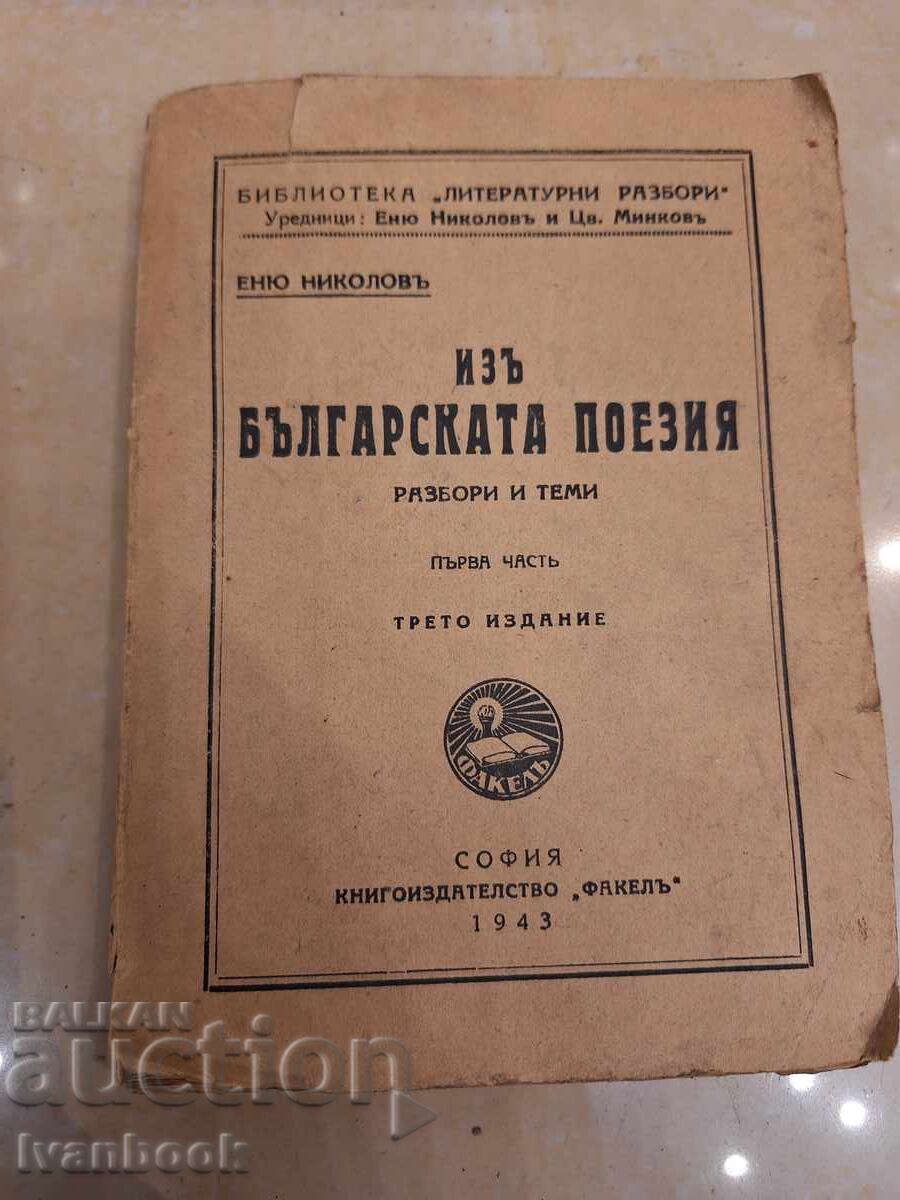 БИБЛИОТЕКА „ЛИТЕРАТУРНИ РАЗБОРИ"
Уредници: Еню Николовъ и Цв. Минковъ
ЕНЮ НИКОЛОВЪ
ИЗЪ
БЪЛГАРСКАТА ПОЕЗИЯ
РАЗБОРИ И ТЕМИ
ПЪРВА ЧАСТЬ
ТРЕТО ИЗДАНИЕ
ФАКЕЛЪ
СОФИЯ
КНИГОИЗДАТЕЛСТВО „ФАКЕЛЪ"
1943
BALKAN
auction
Ivanbook